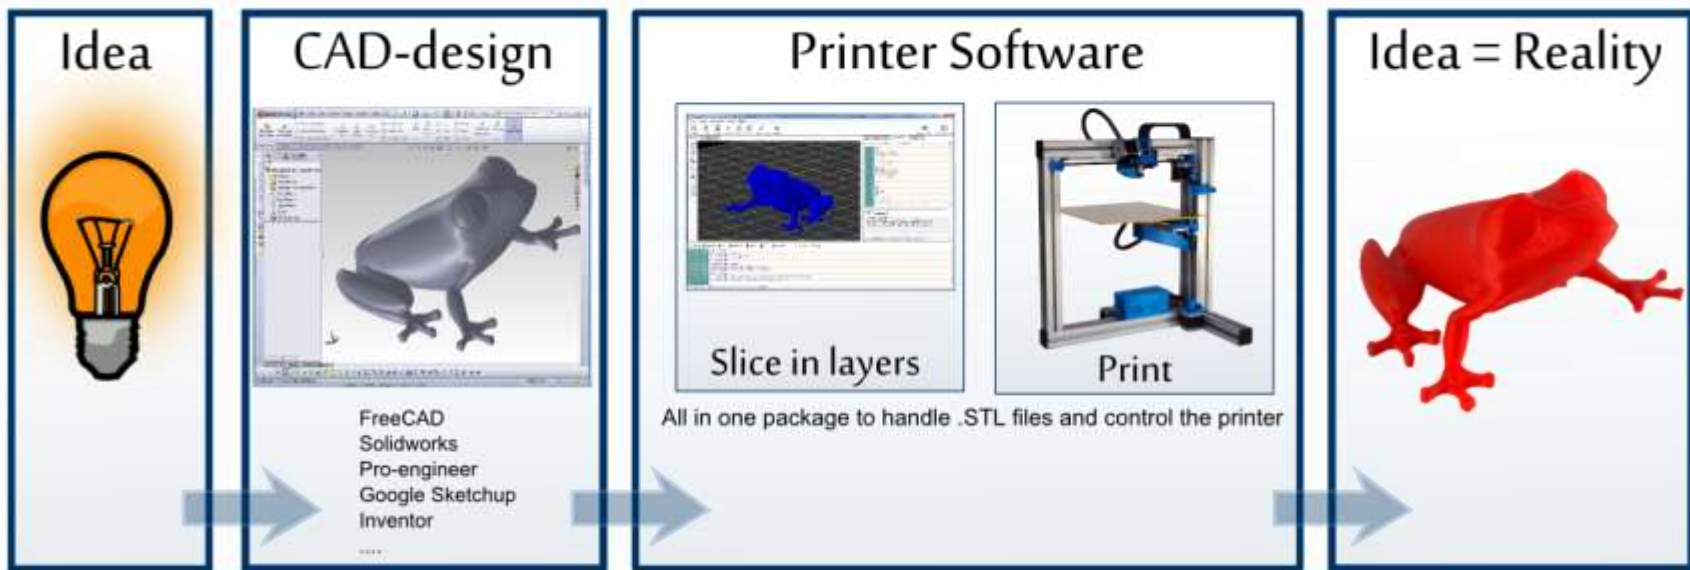 Idea
CAD-design
FreeCAD
Solidworks
Pro-engineer
Google Sketchup
Inventor
....
Printer Software
Slice in layers
Print
All in one package to handle .STL files and control the printer
Idea = Reality